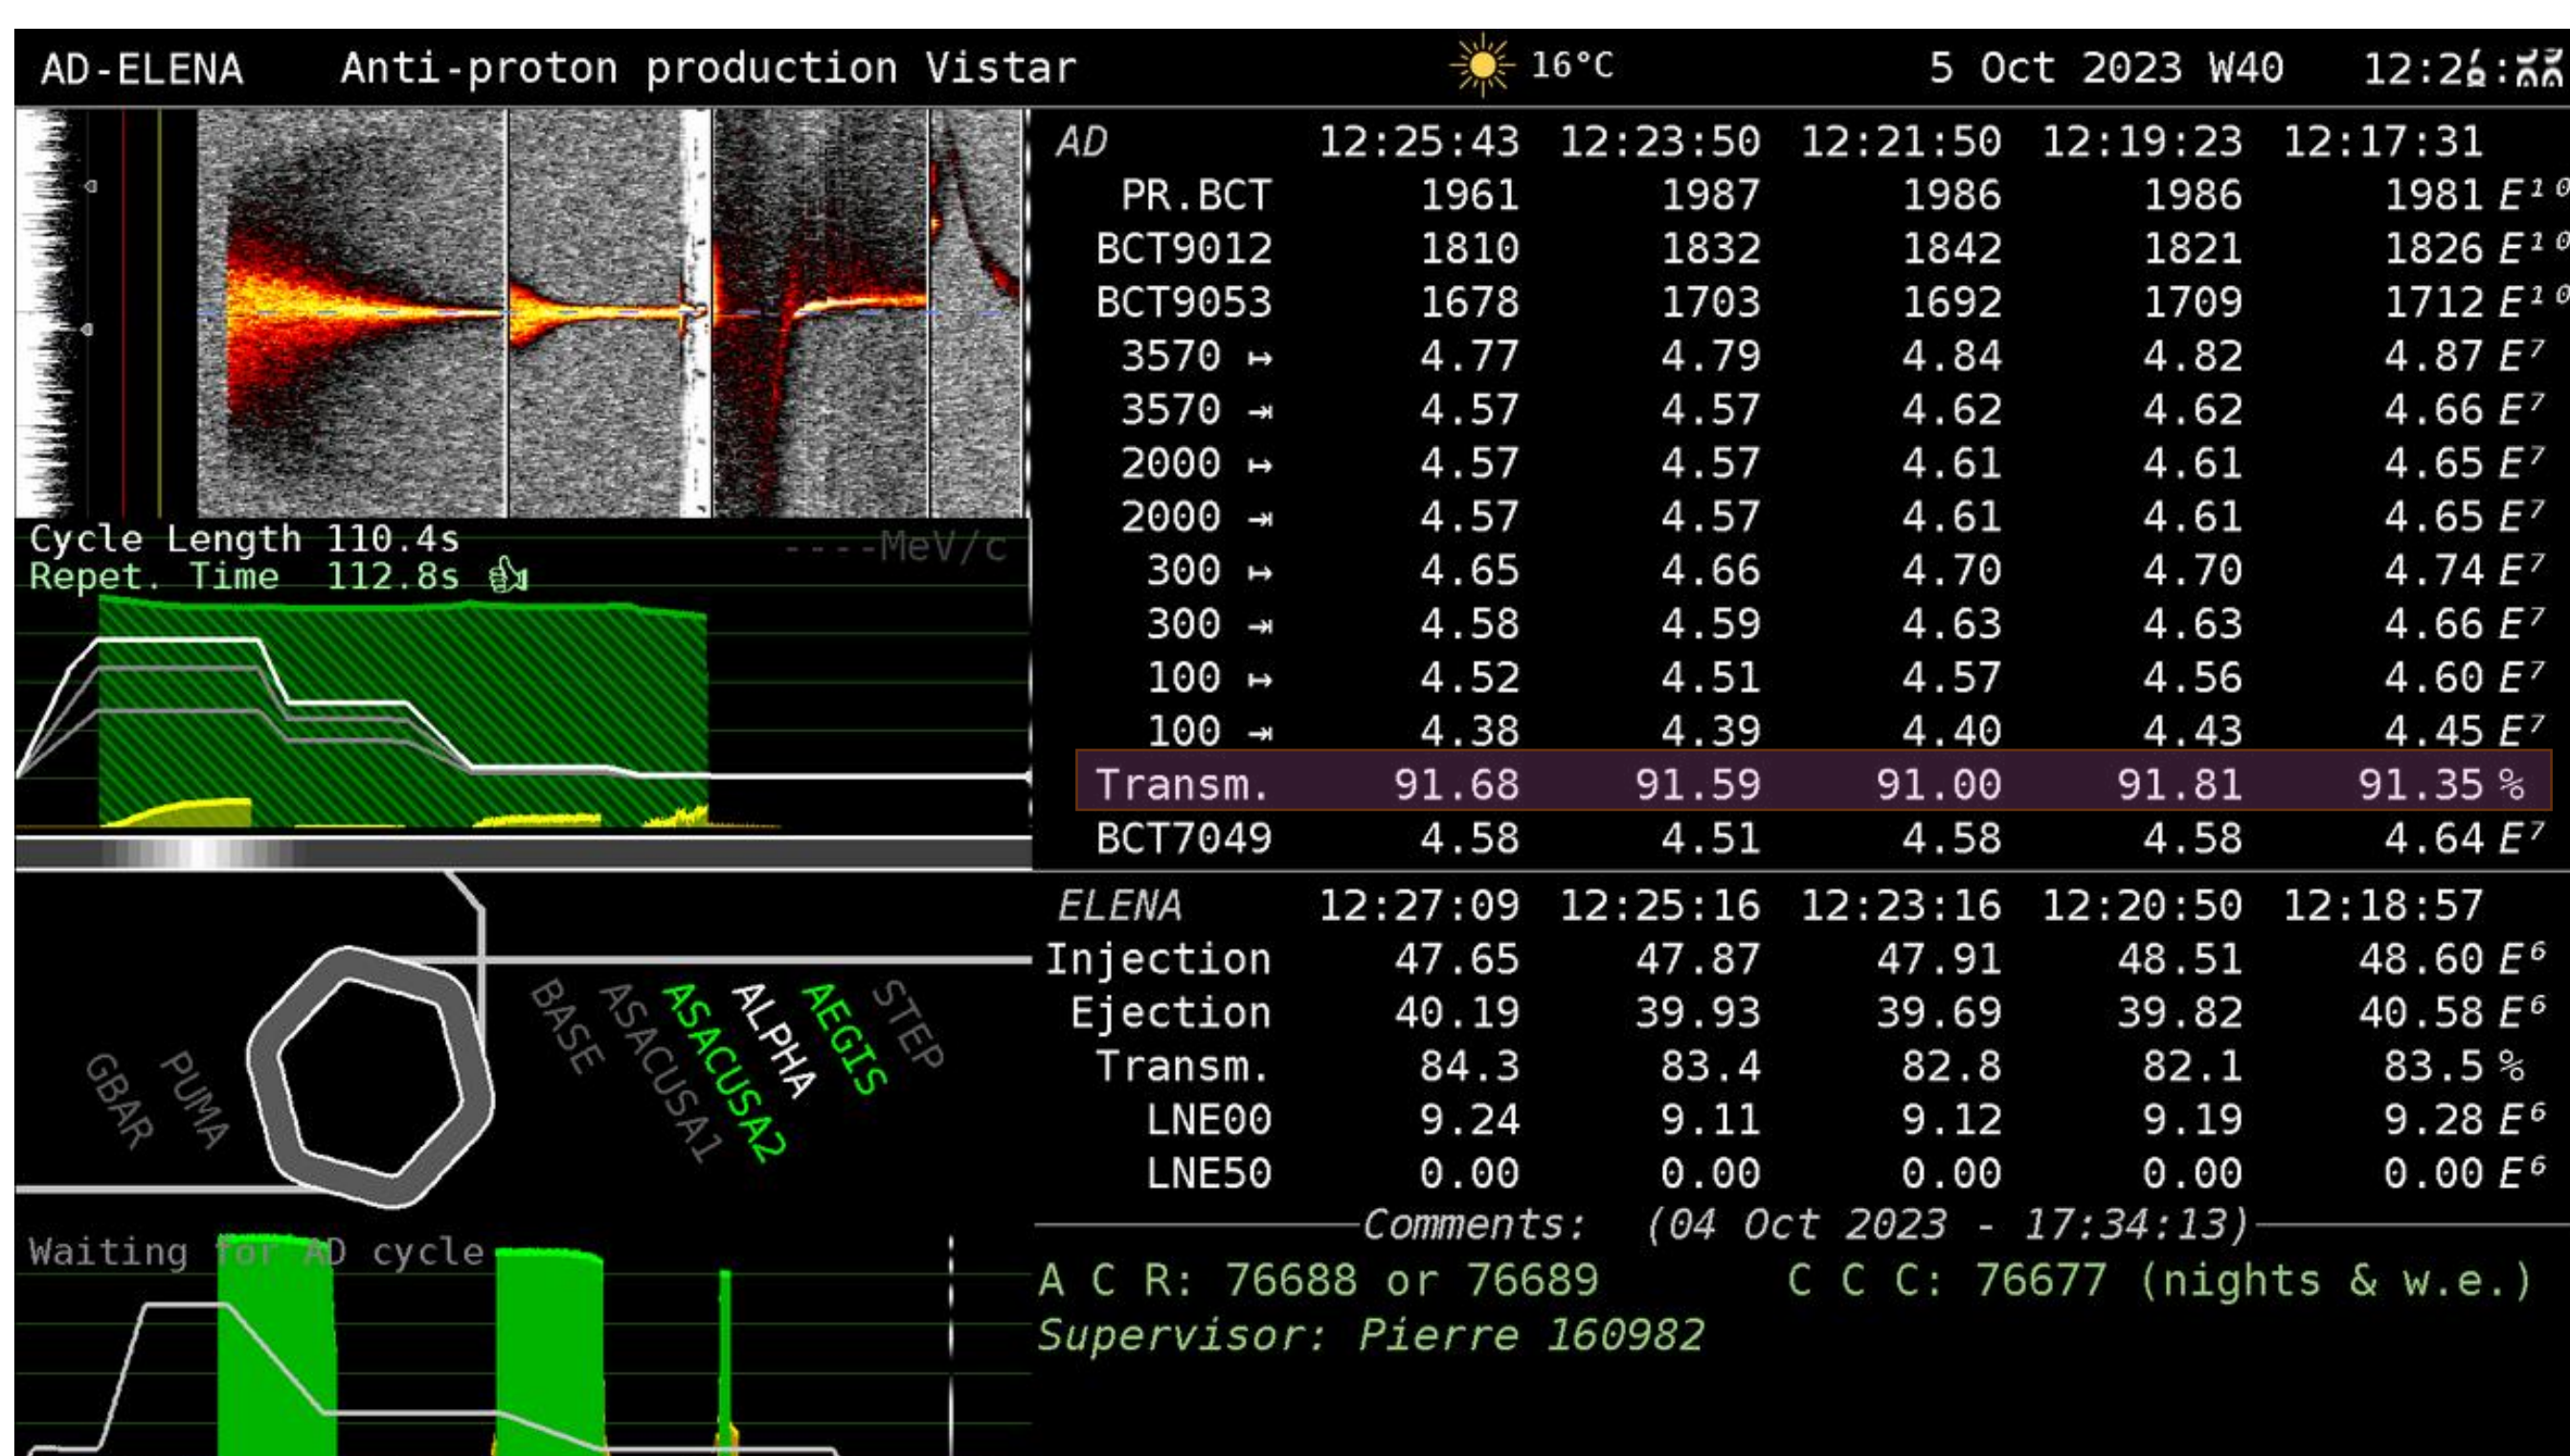 AD-ELENA Anti-proton production Vistar 16°C 5 Oct 2023 W40
Cycle Length 110.4s
Repet. Time 112.8s
----MeV/c
AD 12:25:43 12:23:50 12:21:50 12:19:23 12:17:31
PR.BCT 1961 1987 1986 1986 1981 E¹⁰
BCT9012 1810 1832 1842 1821 1826 E¹⁰
BCT9053 1678 1703 1692 1709 1712 E¹⁰
3570 ↦ 4.77 4.79 4.84 4.82 4.87 E⁷
3570 ⇥ 4.57 4.57 4.62 4.62 4.66 E⁷
2000 ↦ 4.57 4.57 4.61 4.61 4.65 E⁷
2000 ⇥ 4.57 4.57 4.61 4.61 4.65 E⁷
300 ↦ 4.65 4.66 4.70 4.70 4.74 E⁷
300 ⇥ 4.58 4.59 4.63 4.63 4.66 E⁷
100 ↦ 4.52 4.51 4.57 4.56 4.60 E⁷
100 ⇥ 4.38 4.39 4.40 4.43 4.45 E⁷
Transm. 91.68 91.59 91.00 91.81 91.35 %
BCT7049 4.58 4.51 4.58 4.58 4.64 E⁷
GBAR
PUMA
BASE
ASACUSA1
ASACUSA2
ALPHA
AEGIS
STEP
ELENA 12:27:09 12:25:16 12:23:16 12:20:50 12:18:57
Injection 47.65 47.87 47.91 48.51 48.60 E⁶
Ejection 40.19 39.93 39.69 39.82 40.58 E⁶
Transm. 84.3 83.4 82.8 82.1 83.5 %
LNE00 9.24 9.11 9.12 9.19 9.28 E⁶
LNE50 0.00 0.00 0.00 0.00 0.00 E⁶
Waiting for AD cycle
Comments: (04 Oct 2023 - 17:34:13)
A C R: 76688 or 76689 C C C: 76677 (nights & w.e.)
Supervisor: Pierre 160982